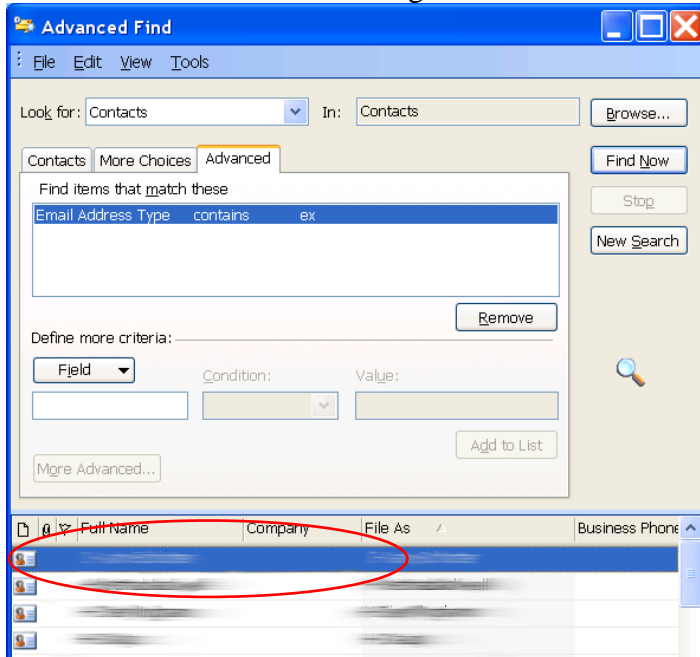 Advanced Find
File Edit View Tools
Look for: Contacts In: Contacts Browse...
Contacts More Choices Advanced Find Now
Find items that match these
Stop
Email Address Type contains ex
New Search
Remove
Define more criteria:
Field Condition: Value:
Add to List
More Advanced...
Full Name Company File As Business Phone